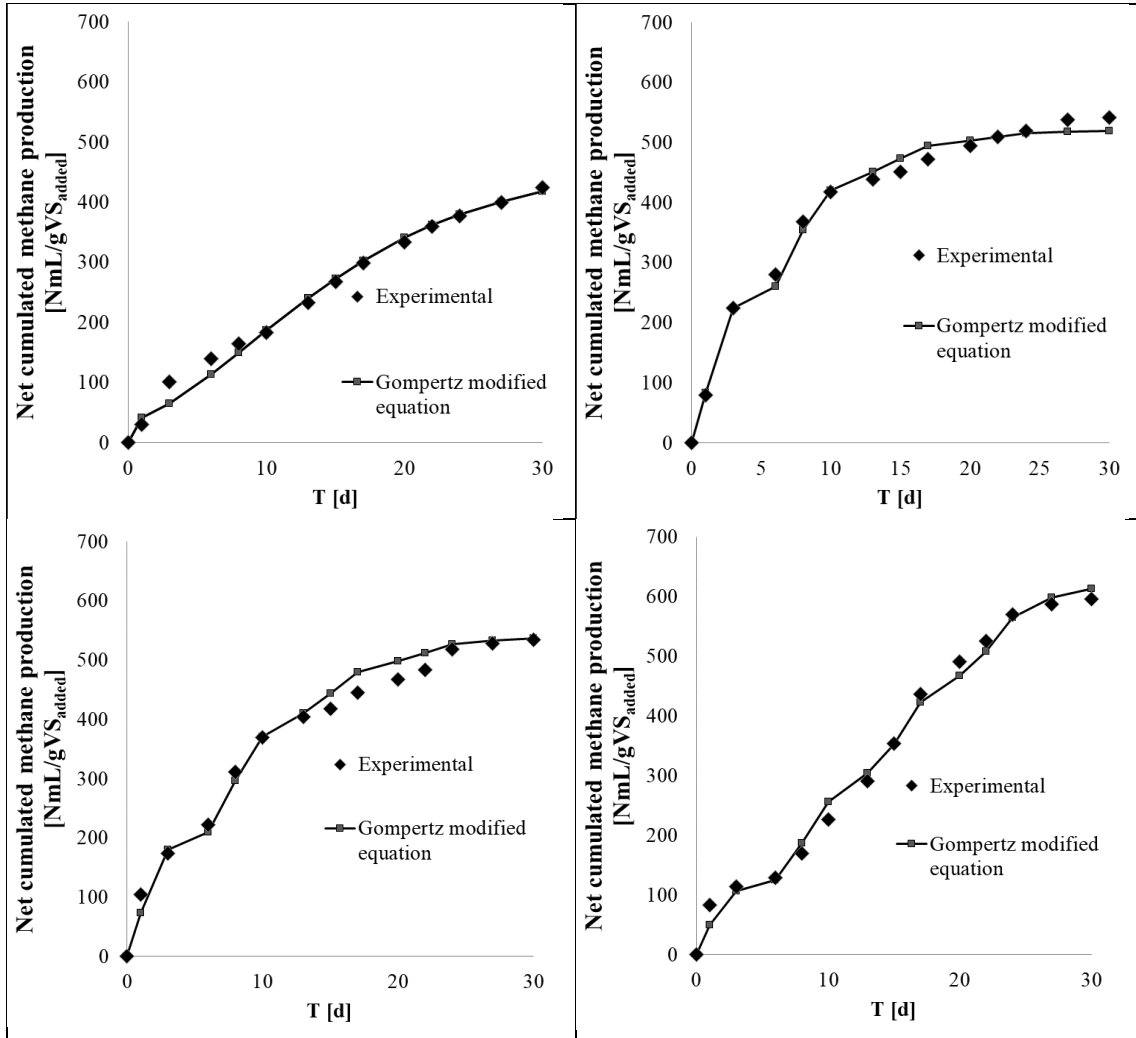 Net cumulated methane production
[NmL/gVSadded]
700
600
500
400
300
200
100
0
Experimental
Gompertz modified
equation
0 10 20 30
T [d]
Net cumulated methane production
[NmL/gVSadded]
700
600
500
400
300
200
100
0
Experimental
Gompertz modified
equation
0 5 10 15 20 25 30
T [d]
Net cumulated methane production
[NmL/gVSadded]
700
600
500
400
300
200
100
0
Experimental
Gompertz modified
equation
0 10 20 30
T [d]
Net cumulated methane production
[NmL/gVSadded]
700
600
500
400
300
200
100
0
Experimental
Gompertz modified
equation
0 10 20 30
T [d]